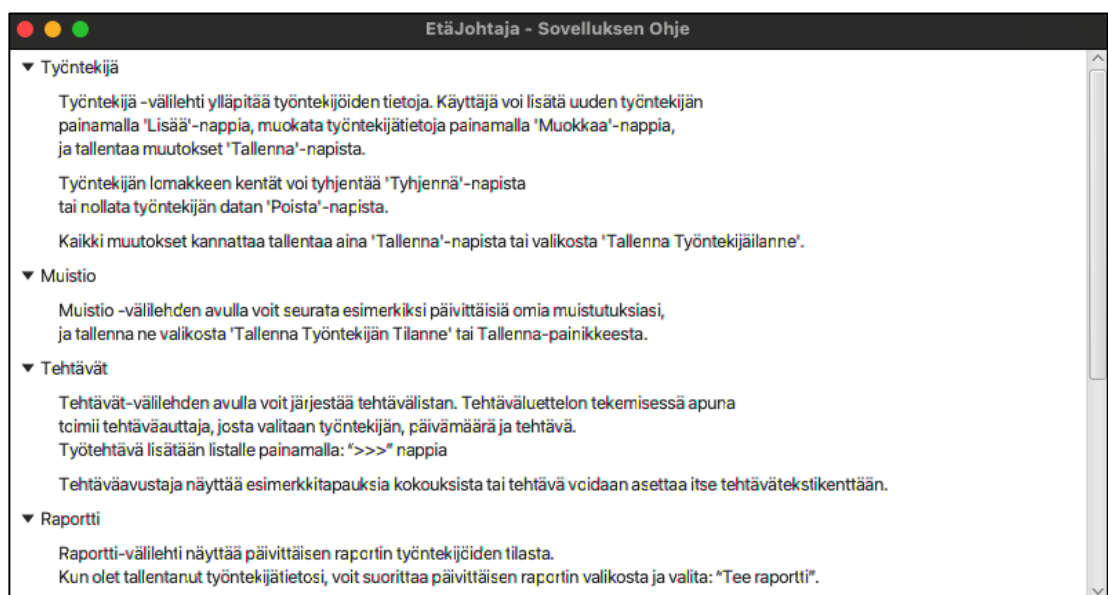 EtäJohtaja - Sovelluksen Ohje
Työntekijä
Työntekijä -välilehti ylläpitää työntekijöiden tietoja. Käyttäjä voi lisätä uuden työntekijän
painamalla 'Lisää'-nappia, muokata työntekijätietoja painamalla 'Muokkaa'-nappia,
ja tallentaa muutokset 'Tallenna'-napista.
Työntekijän lomakkeen kentät voi tyhjentää 'Tyhjennä'-napista
tai nollata työntekijän datan 'Poista'-napista.
Kaikki muutokset kannattaa tallentaa aina 'Tallenna'-napista tai valikosta 'Tallenna Työntekijäilanne'.
Muistio
Muistio -välilehden avulla voit seurata esimerkiksi päivittäisiä omia muistutuksiasi,
ja tallenna ne valikosta 'Tallenna Työntekijän Tilanne' tai Tallenna-painikkeesta.
Tehtävät
Tehtävät-välilehden avulla voit järjestää tehtävälistan. Tehtäväluettelon tekemisessä apuna
toimii tehtäväauttaja, josta valitaan työntekijän, päivämäärä ja tehtävä.
Työtehtävä lisätään listalle painamalla: “>>>” nappia
Tehtäväavustaja näyttää esimerkkitapauksia kokouksista tai tehtävä voidaan asettaa itse tehtävätekstikenttään.
Raportti
Raportti-välilehti näyttää päivittäisen raportin työntekijöiden tilasta.
Kun olet tallentanut työntekijätietosi, voit suorittaa päivittäisen raportin valikosta ja valita: “Tee raportti”.